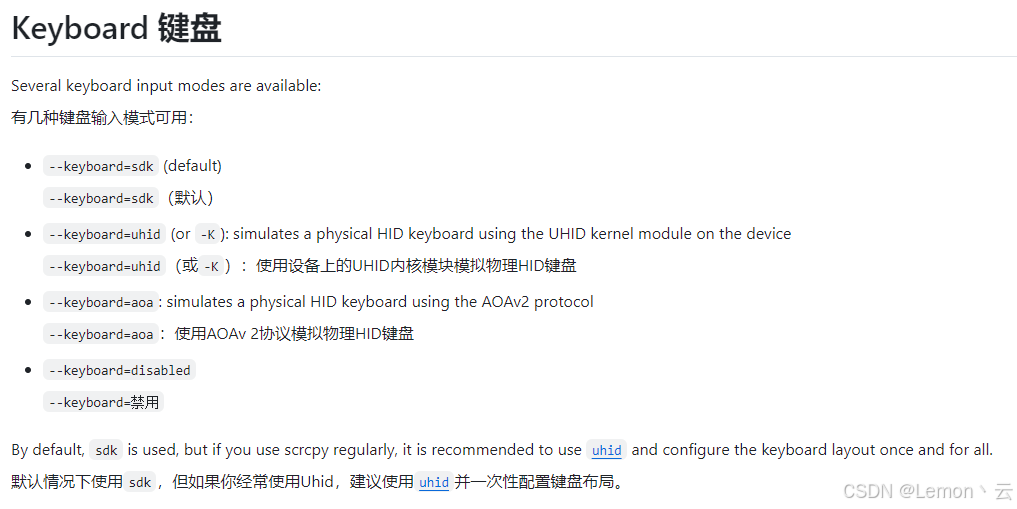 Keyboard 键盘
Several keyboard input modes are available:
有几种键盘输入模式可用：
--keyboard=sdk (default)
--keyboard=sdk（默认）
--keyboard=uhid (or -K ): simulates a physical HID keyboard using the UHID kernel module on the device
--keyboard=uhid （或 -K ）：使用设备上的UHID内核模块模拟物理HID键盘
--keyboard=aoa : simulates a physical HID keyboard using the AOAv2 protocol
--keyboard=aoa ：使用AOAv 2协议模拟物理HID键盘
--keyboard=disabled
--keyboard=禁用
By default, sdk is used, but if you use scrcpy regularly, it is recommended to use uhid and configure the keyboard layout once and for all.
默认情况下使用 sdk ，但如果你经常使用Uhid，建议使用 uhid 并一次性配置键盘布局。
CSDN @Lemon丶云